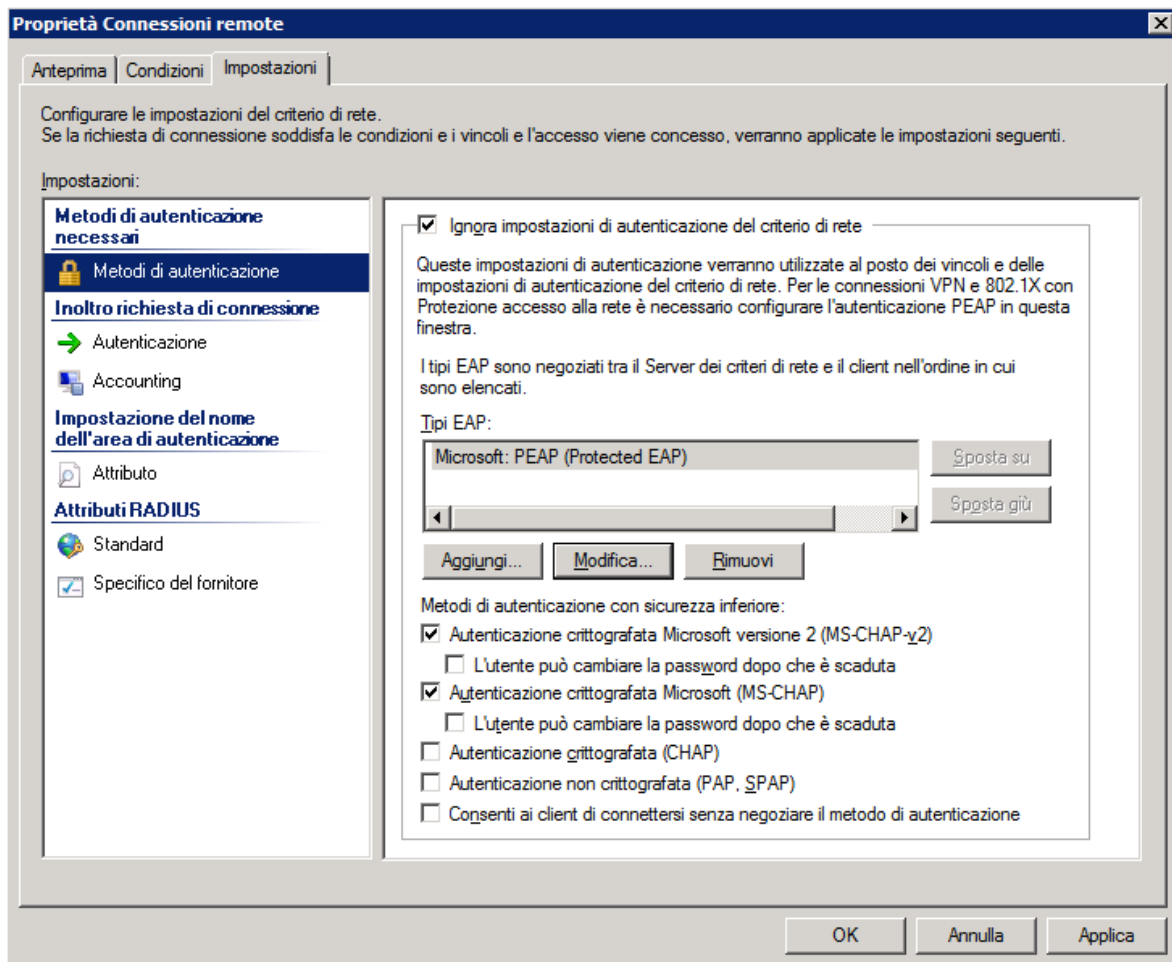 Proprietà Connessioni remote
Anteprima
Condizioni
Impostazioni
Configurare le impostazioni del criterio di rete.
Se la richiesta di connessione soddisfa le condizioni e i vincoli e l'accesso viene concesso, verranno applicate le impostazioni seguenti.
Impostazioni:
Metodi di autenticazione
necessari
Metodi di autenticazione
Inoltro richiesta di connessione
Autenticazione
Accounting
Impostazione del nome
dell'area di autenticazione
Attributo
Attributi RADIUS
Standard
Specifico del fornitore
Ignora impostazioni di autenticazione del criterio di rete
Queste impostazioni di autenticazione verranno utilizzate al posto dei vincoli e delle
impostazioni di autenticazione del criterio di rete. Per le connessioni VPN e 802.1X con
Protezione accesso alla rete è necessario configurare l'autenticazione PEAP in questa
finestra.
I tipi EAP sono negoziati tra il Server dei criteri di rete e il client nell'ordine in cui
sono elencati.
Tipi EAP:
Microsoft: PEAP (Protected EAP)
Sposta su
Sposta giù
Aggiungi...
Modifica...
Rimuovi
Metodi di autenticazione con sicurezza inferiore:
Autenticazione crittografata Microsoft versione 2 (MS-CHAP-v2)
L'utente può cambiare la password dopo che è scaduta
Autenticazione crittografata Microsoft (MS-CHAP)
L'utente può cambiare la password dopo che è scaduta
Autenticazione crittografata (CHAP)
Autenticazione non crittografata (PAP, SPAP)
Consenti ai client di connettersi senza negoziare il metodo di autenticazione
OK
Annulla
Applica